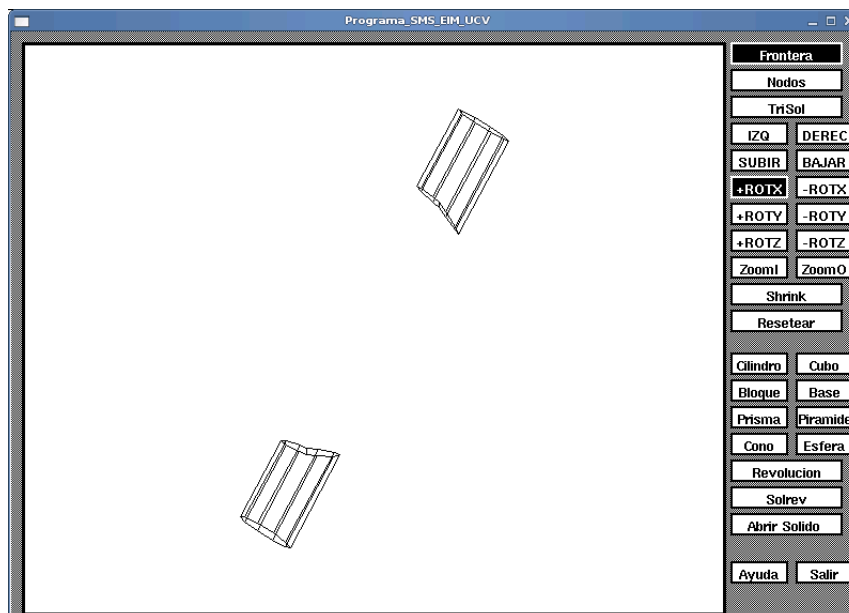 Programa_SMS_EIM_UCV
Frontera
Nodos
TriSol
IZQ DEREC
SUBIR BAJAR
+ROTX -ROTX
+ROTY -ROTY
+ROTZ -ROTZ
ZoomI ZoomO
Shrink
Resetear
Cilindro Cubo
Bloque Base
Prisma Piramide
Cono Esfera
Revolucion
Solrev
Abrir Solido
Ayuda Salir